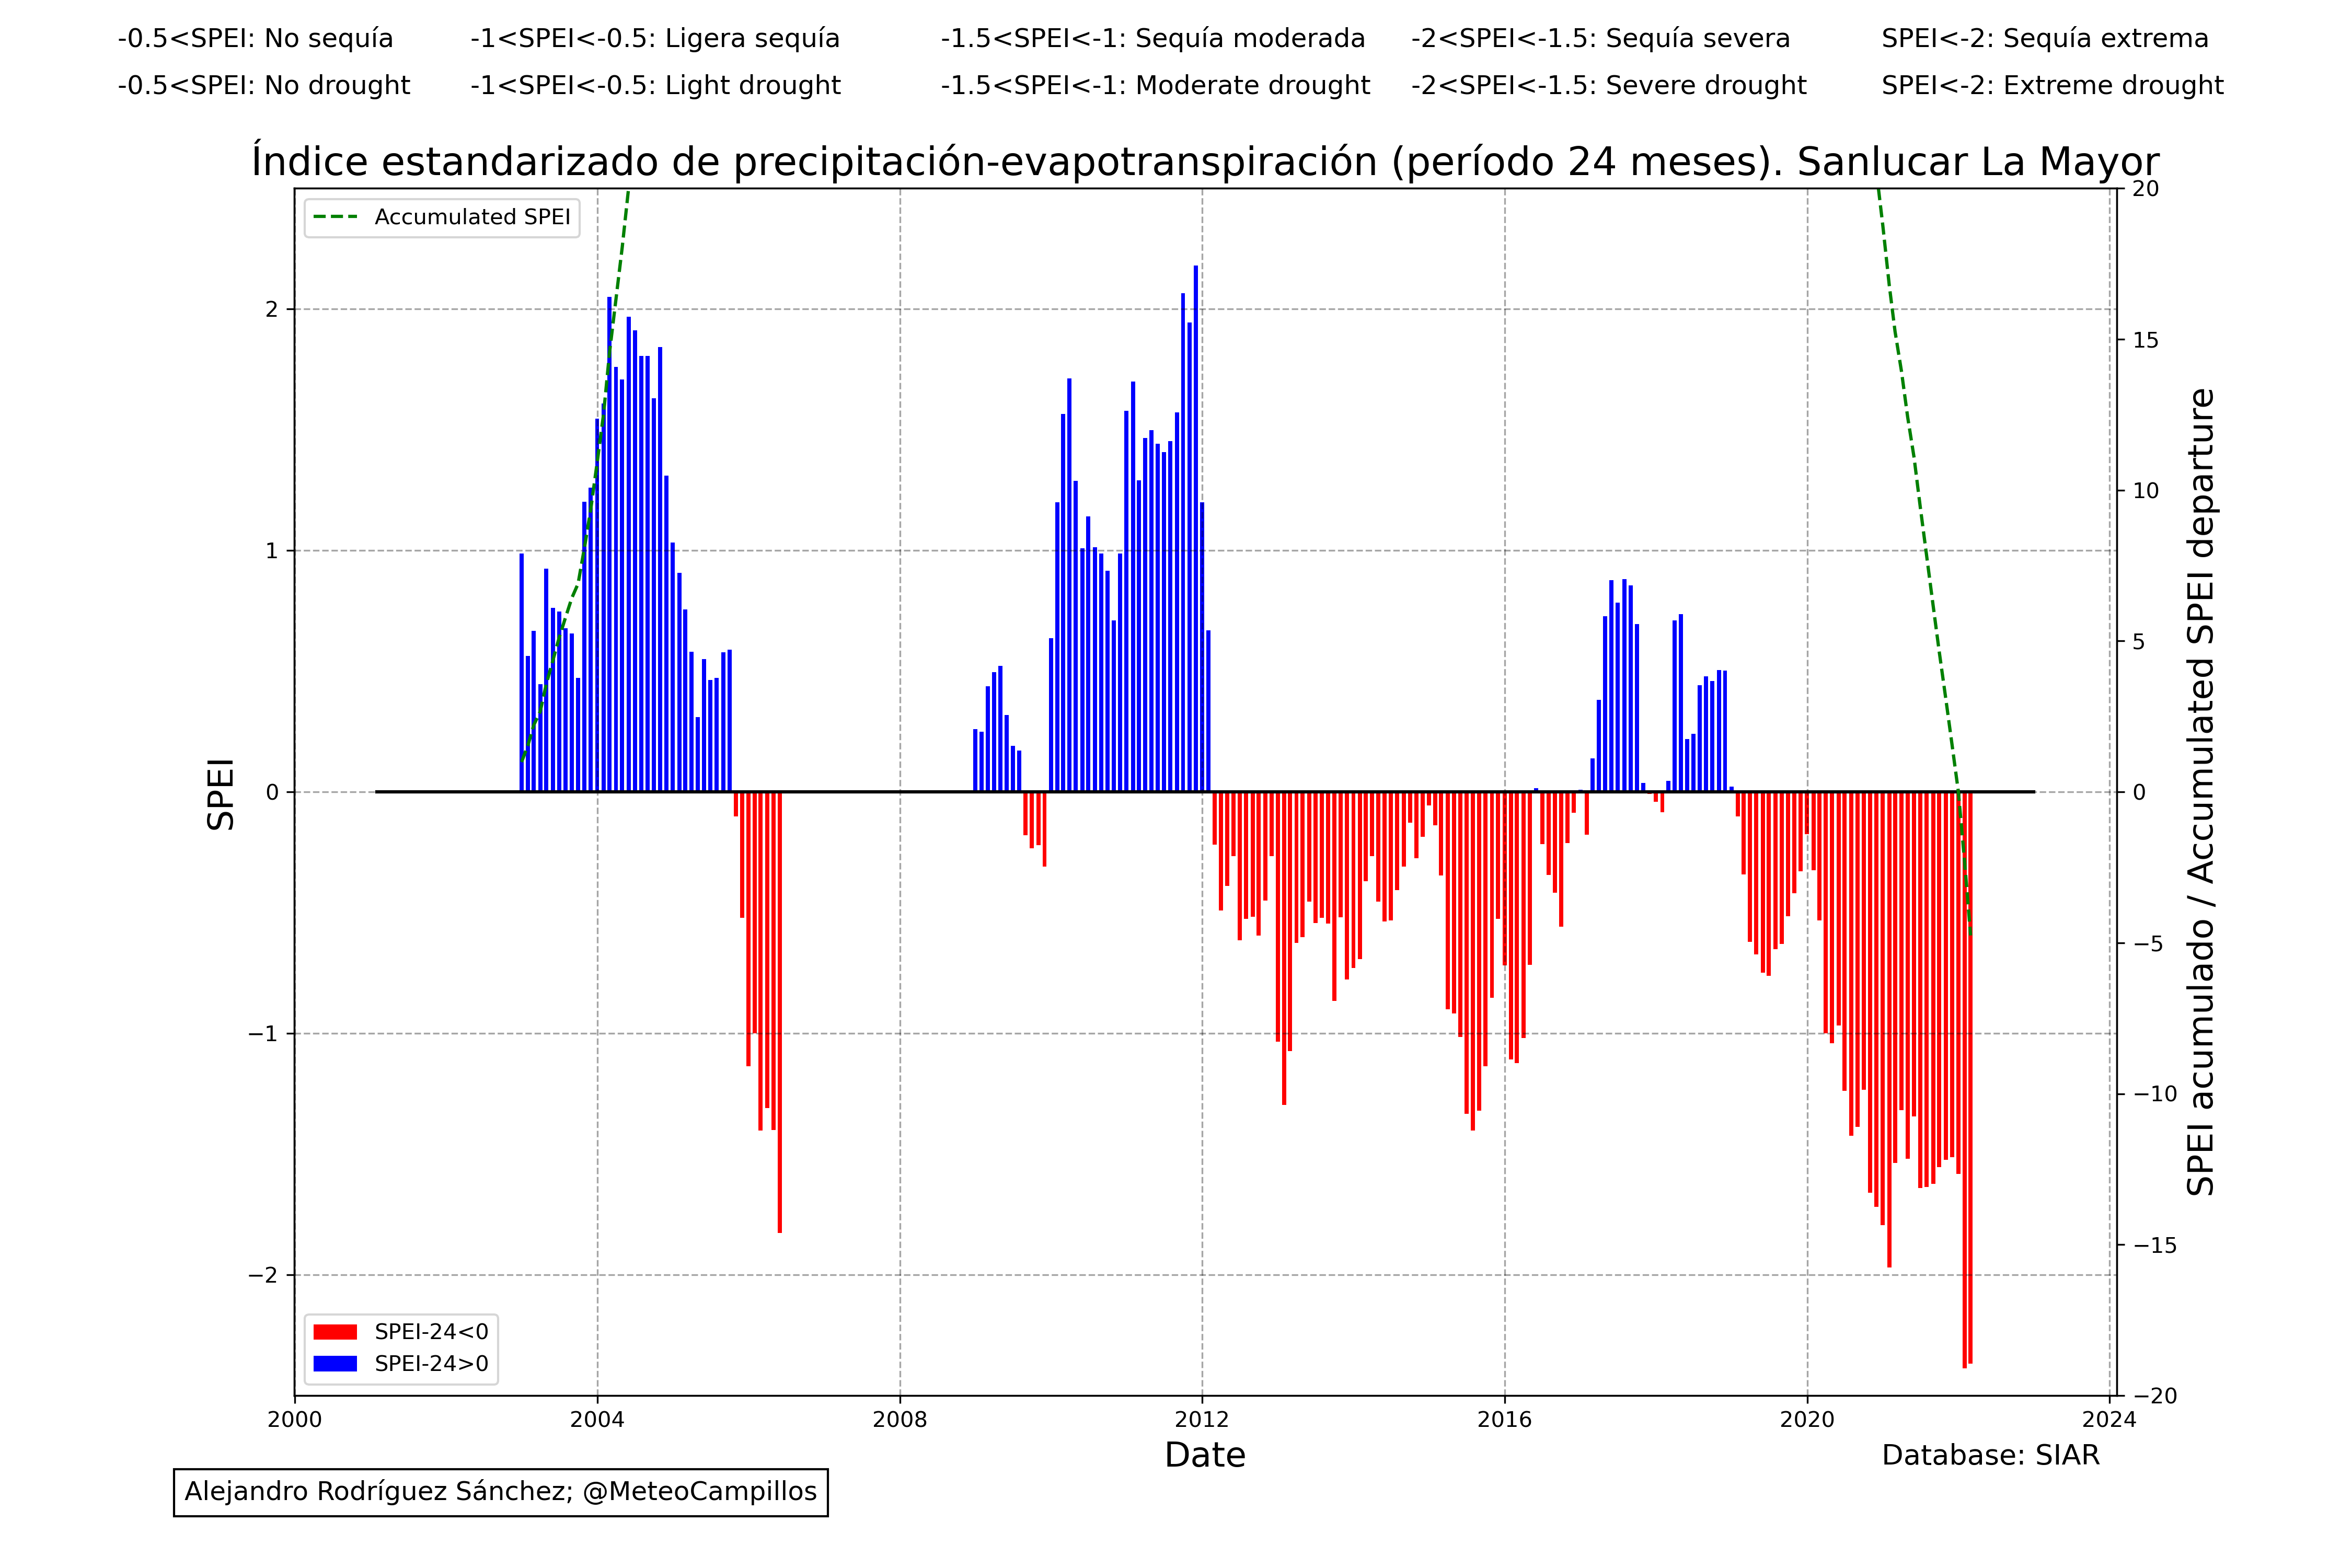 -0.5<SPEI: No sequía
-1<SPEI<-0.5: Ligera sequía
-1.5<SPEI<-1: Sequía moderada
-2<SPEI<-1.5: Sequía severa
SPEI<-2: Sequía extrema
-0.5<SPEI: No drought
-1<SPEI<-0.5: Light drought
-1.5<SPEI<-1: Moderate drought
-2<SPEI<-1.5: Severe drought
SPEI<-2: Extreme drought
Índice estandarizado de precipitación-evapotranspiración (período 24 meses). Sanlucar La Mayor
Accumulated SPEI
SPEI
2
1
0
−1
−2
20
15
10
5
0
−5
−10
−15
−20
SPEI acumulado / Accumulated SPEI departure
SPEI-24<0
SPEI-24>0
2000
2004
2008
2012
2016
2020
2024
Date
Database: SIAR
Alejandro Rodríguez Sánchez; @MeteoCampillos